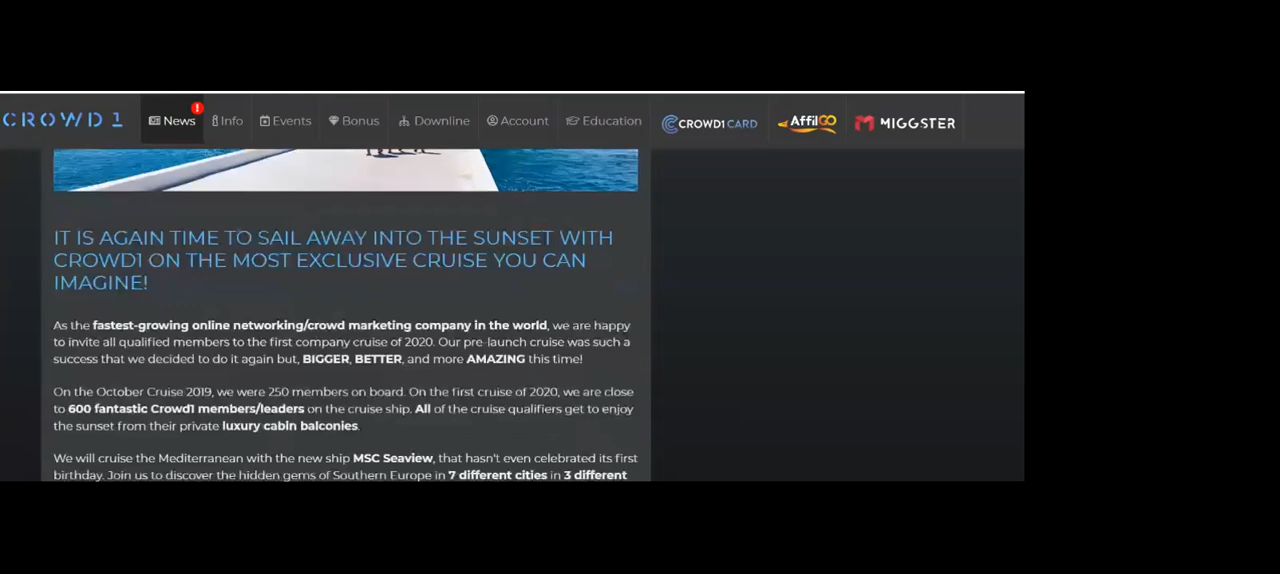 CROWD1 News ! Info Events Bonus Downline Account Education CROWD1 CARD AffilGO MIGGSTER
IT IS AGAIN TIME TO SAIL AWAY INTO THE SUNSET WITH
CROWD1 ON THE MOST EXCLUSIVE CRUISE YOU CAN
IMAGINE!
As the fastest-growing online networking/crowd marketing company in the world, we are happy
to invite all qualified members to the first company cruise of 2020. Our pre-launch cruise was such a
success that we decided to do it again but, BIGGER, BETTER, and more AMAZING this time!
On the October Cruise 2019, we were 250 members on board. On the first cruise of 2020, we are close
to 600 fantastic Crowd1 members/leaders on the cruise ship. All of the cruise qualifiers get to enjoy
the sunset from their private luxury cabin balconies.
We will cruise the Mediterranean with the new ship MSC Seaview, that hasn't even celebrated its first
birthday. Join us to discover the hidden gems of Southern Europe in 7 different cities in 3 different